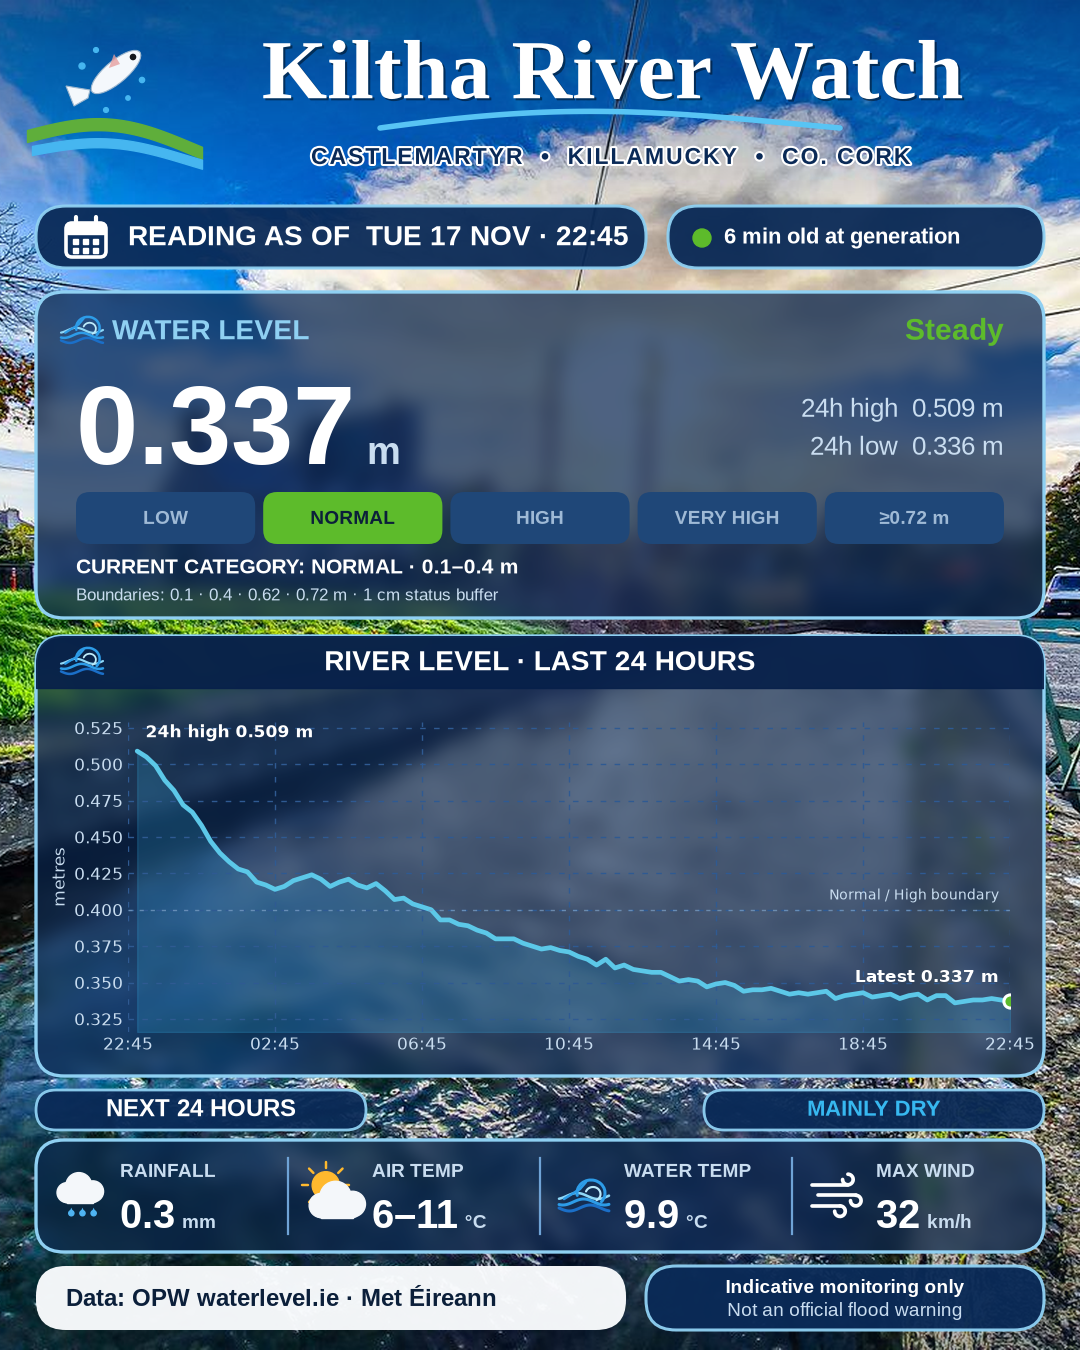 Kiltha River Watch
CASTLEMARTYR • KILLAMUCKY • CO. CORK
READING AS OF TUE 17 NOV · 22:45
6 min old at generation
WATER LEVEL
Steady
0.337 m
24h high 0.509 m
24h low 0.336 m
LOW
NORMAL
HIGH
VERY HIGH
≥0.72 m
CURRENT CATEGORY: NORMAL · 0.1–0.4 m
Boundaries: 0.1 · 0.4 · 0.62 · 0.72 m · 1 cm status buffer
RIVER LEVEL · LAST 24 HOURS
metres
0.525
0.500
0.475
0.450
0.425
0.400
0.375
0.350
0.325
24h high 0.509 m
Normal / High boundary
Latest 0.337 m
22:45
02:45
06:45
10:45
14:45
18:45
22:45
NEXT 24 HOURS
MAINLY DRY
RAINFALL
0.3 mm
AIR TEMP
6–11 °C
WATER TEMP
9.9 °C
MAX WIND
32 km/h
Data: OPW waterlevel.ie · Met Éireann
Indicative monitoring only
Not an official flood warning